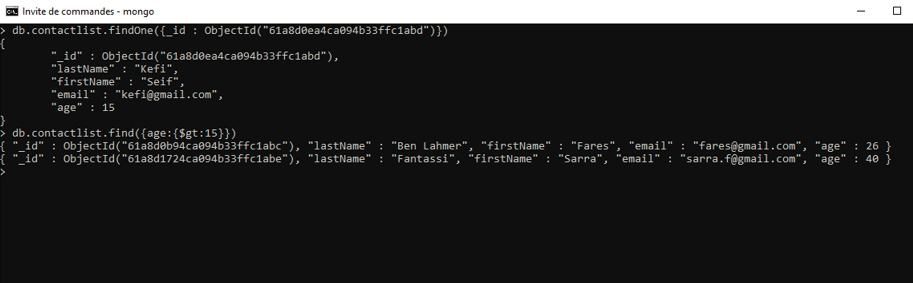 Invite de commandes - mongo
> db.contactlist.findOne({_id : ObjectId("61a8d0ea4ca094b33ffc1abd")})
{
        "_id" : ObjectId("61a8d0ea4ca094b33ffc1abd"),
        "lastName" : "Kefi",
        "firstName" : "Seif",
        "email" : "kefi@gmail.com",
        "age" : 15
}
> db.contactlist.find({age:{$gt:15}})
{ "_id" : ObjectId("61a8d0b94ca094b33ffc1abc"), "lastName" : "Ben Lahmer", "firstName" : "Fares", "email" : "fares@gmail.com", "age" : 26 }
{ "_id" : ObjectId("61a8d1724ca094b33ffc1abe"), "lastName" : "Fantassi", "firstName" : "Sarra", "email" : "sarra.f@gmail.com", "age" : 40 }
>